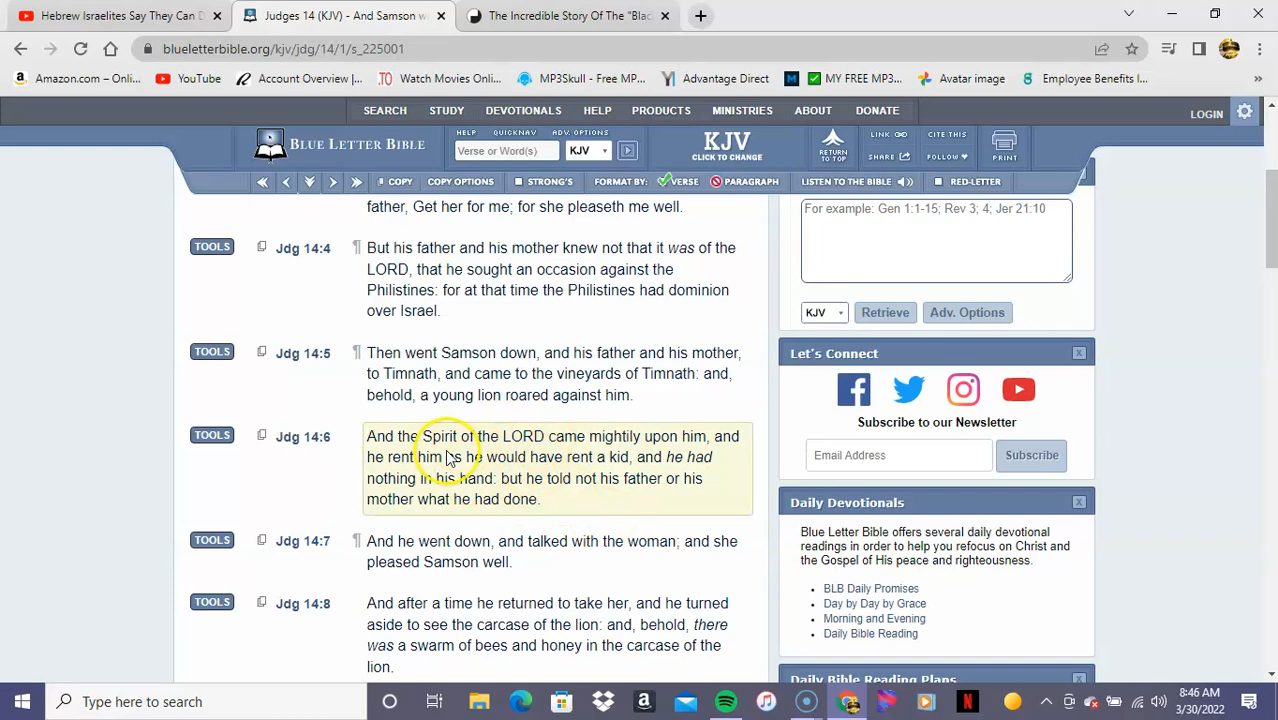 Hebrew Israelites Say They Can D
Judges 14 (KJV) - And Samson w
The Incredible Story Of The "Blac
blueletterbible.org/kjv/jdg/14/1/s_225001
Amazon.com – Onli...
YouTube
Account Overview |...
Watch Movies Onlin...
MP3Skull - Free MP...
Advantage Direct
MY FREE MP3...
Avatar image
Employee Benefits I...
SEARCH
STUDY
DEVOTIONALS
HELP
PRODUCTS
MINISTRIES
ABOUT
DONATE
LOGIN
BLUE LETTER BIBLE
HELP
QUICKNAV
ADV. OPTIONS
Verse or Word(s)
KJV
KJV
CLICK TO CHANGE
RETURN
TO TOP
LINK
CITE THIS
SHARE
FOLLOW
PRINT
COPY
COPY OPTIONS
STRONG'S
FORMAT BY:
VERSE
PARAGRAPH
LISTEN TO THE BIBLE
RED-LETTER
father, Get her for me; for she pleaseth me well.
TOOLS
Jdg 14:4
¶ But his father and his mother knew not that it was of the
LORD, that he sought an occasion against the
Philistines: for at that time the Philistines had dominion
over Israel.
TOOLS
Jdg 14:5
¶ Then went Samson down, and his father and his mother,
to Timnath, and came to the vineyards of Timnath: and,
behold, a young lion roared against him.
TOOLS
Jdg 14:6
And the Spirit of the LORD came mightily upon him, and
he rent him as he would have rent a kid, and he had
nothing in his hand: but he told not his father or his
mother what he had done.
TOOLS
Jdg 14:7
¶ And he went down, and talked with the woman; and she
pleased Samson well.
TOOLS
Jdg 14:8
And after a time he returned to take her, and he turned
aside to see the carcase of the lion: and, behold, there
was a swarm of bees and honey in the carcase of the
lion.
For example: Gen 1:1-15; Rev 3; 4; Jer 21:10
KJV
Retrieve
Adv. Options
Let's Connect
Subscribe to our Newsletter
Email Address
Subscribe
Daily Devotionals
Blue Letter Bible offers several daily devotional
readings in order to help you refocus on Christ and
the Gospel of His peace and righteousness.
BLB Daily Promises
Day by Day by Grace
Morning and Evening
Daily Bible Reading
Daily Bible Reading Plans
Type here to search
8:46 AM
3/30/2022